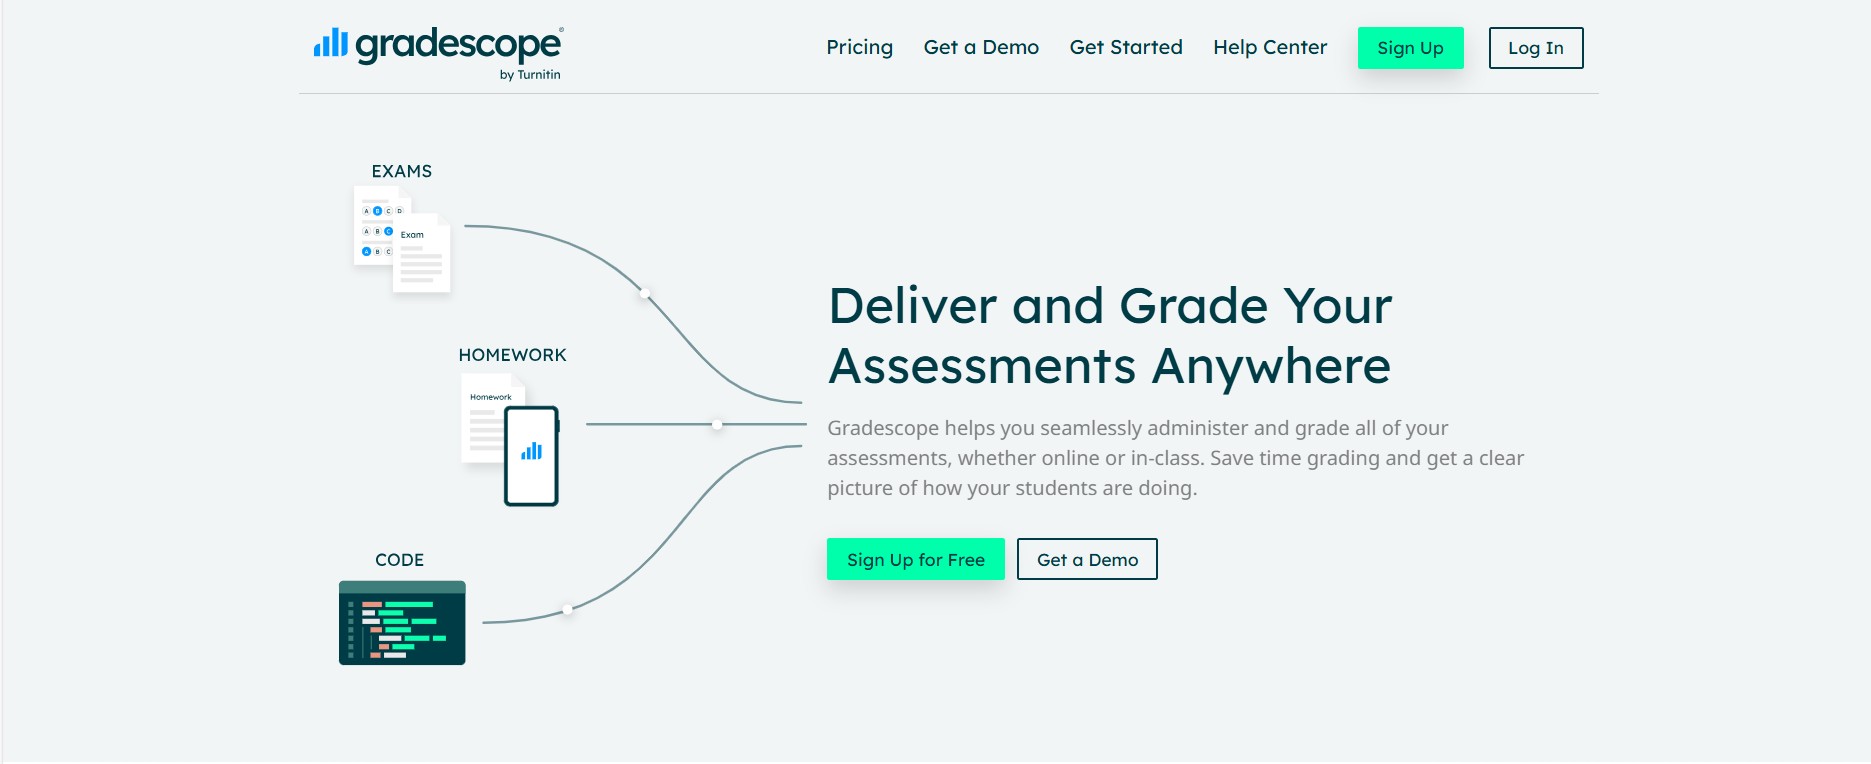 gradescope
by Turnitin
Pricing Get a Demo Get Started Help Center Sign Up Log In
EXAMS
A B C D
A B C
A B C
Exam
HOMEWORK
Homework
CODE
Deliver and Grade Your
Assessments Anywhere
Gradescope helps you seamlessly administer and grade all of your
assessments, whether online or in-class. Save time grading and get a clear
picture of how your students are doing.
Sign Up for Free Get a Demo